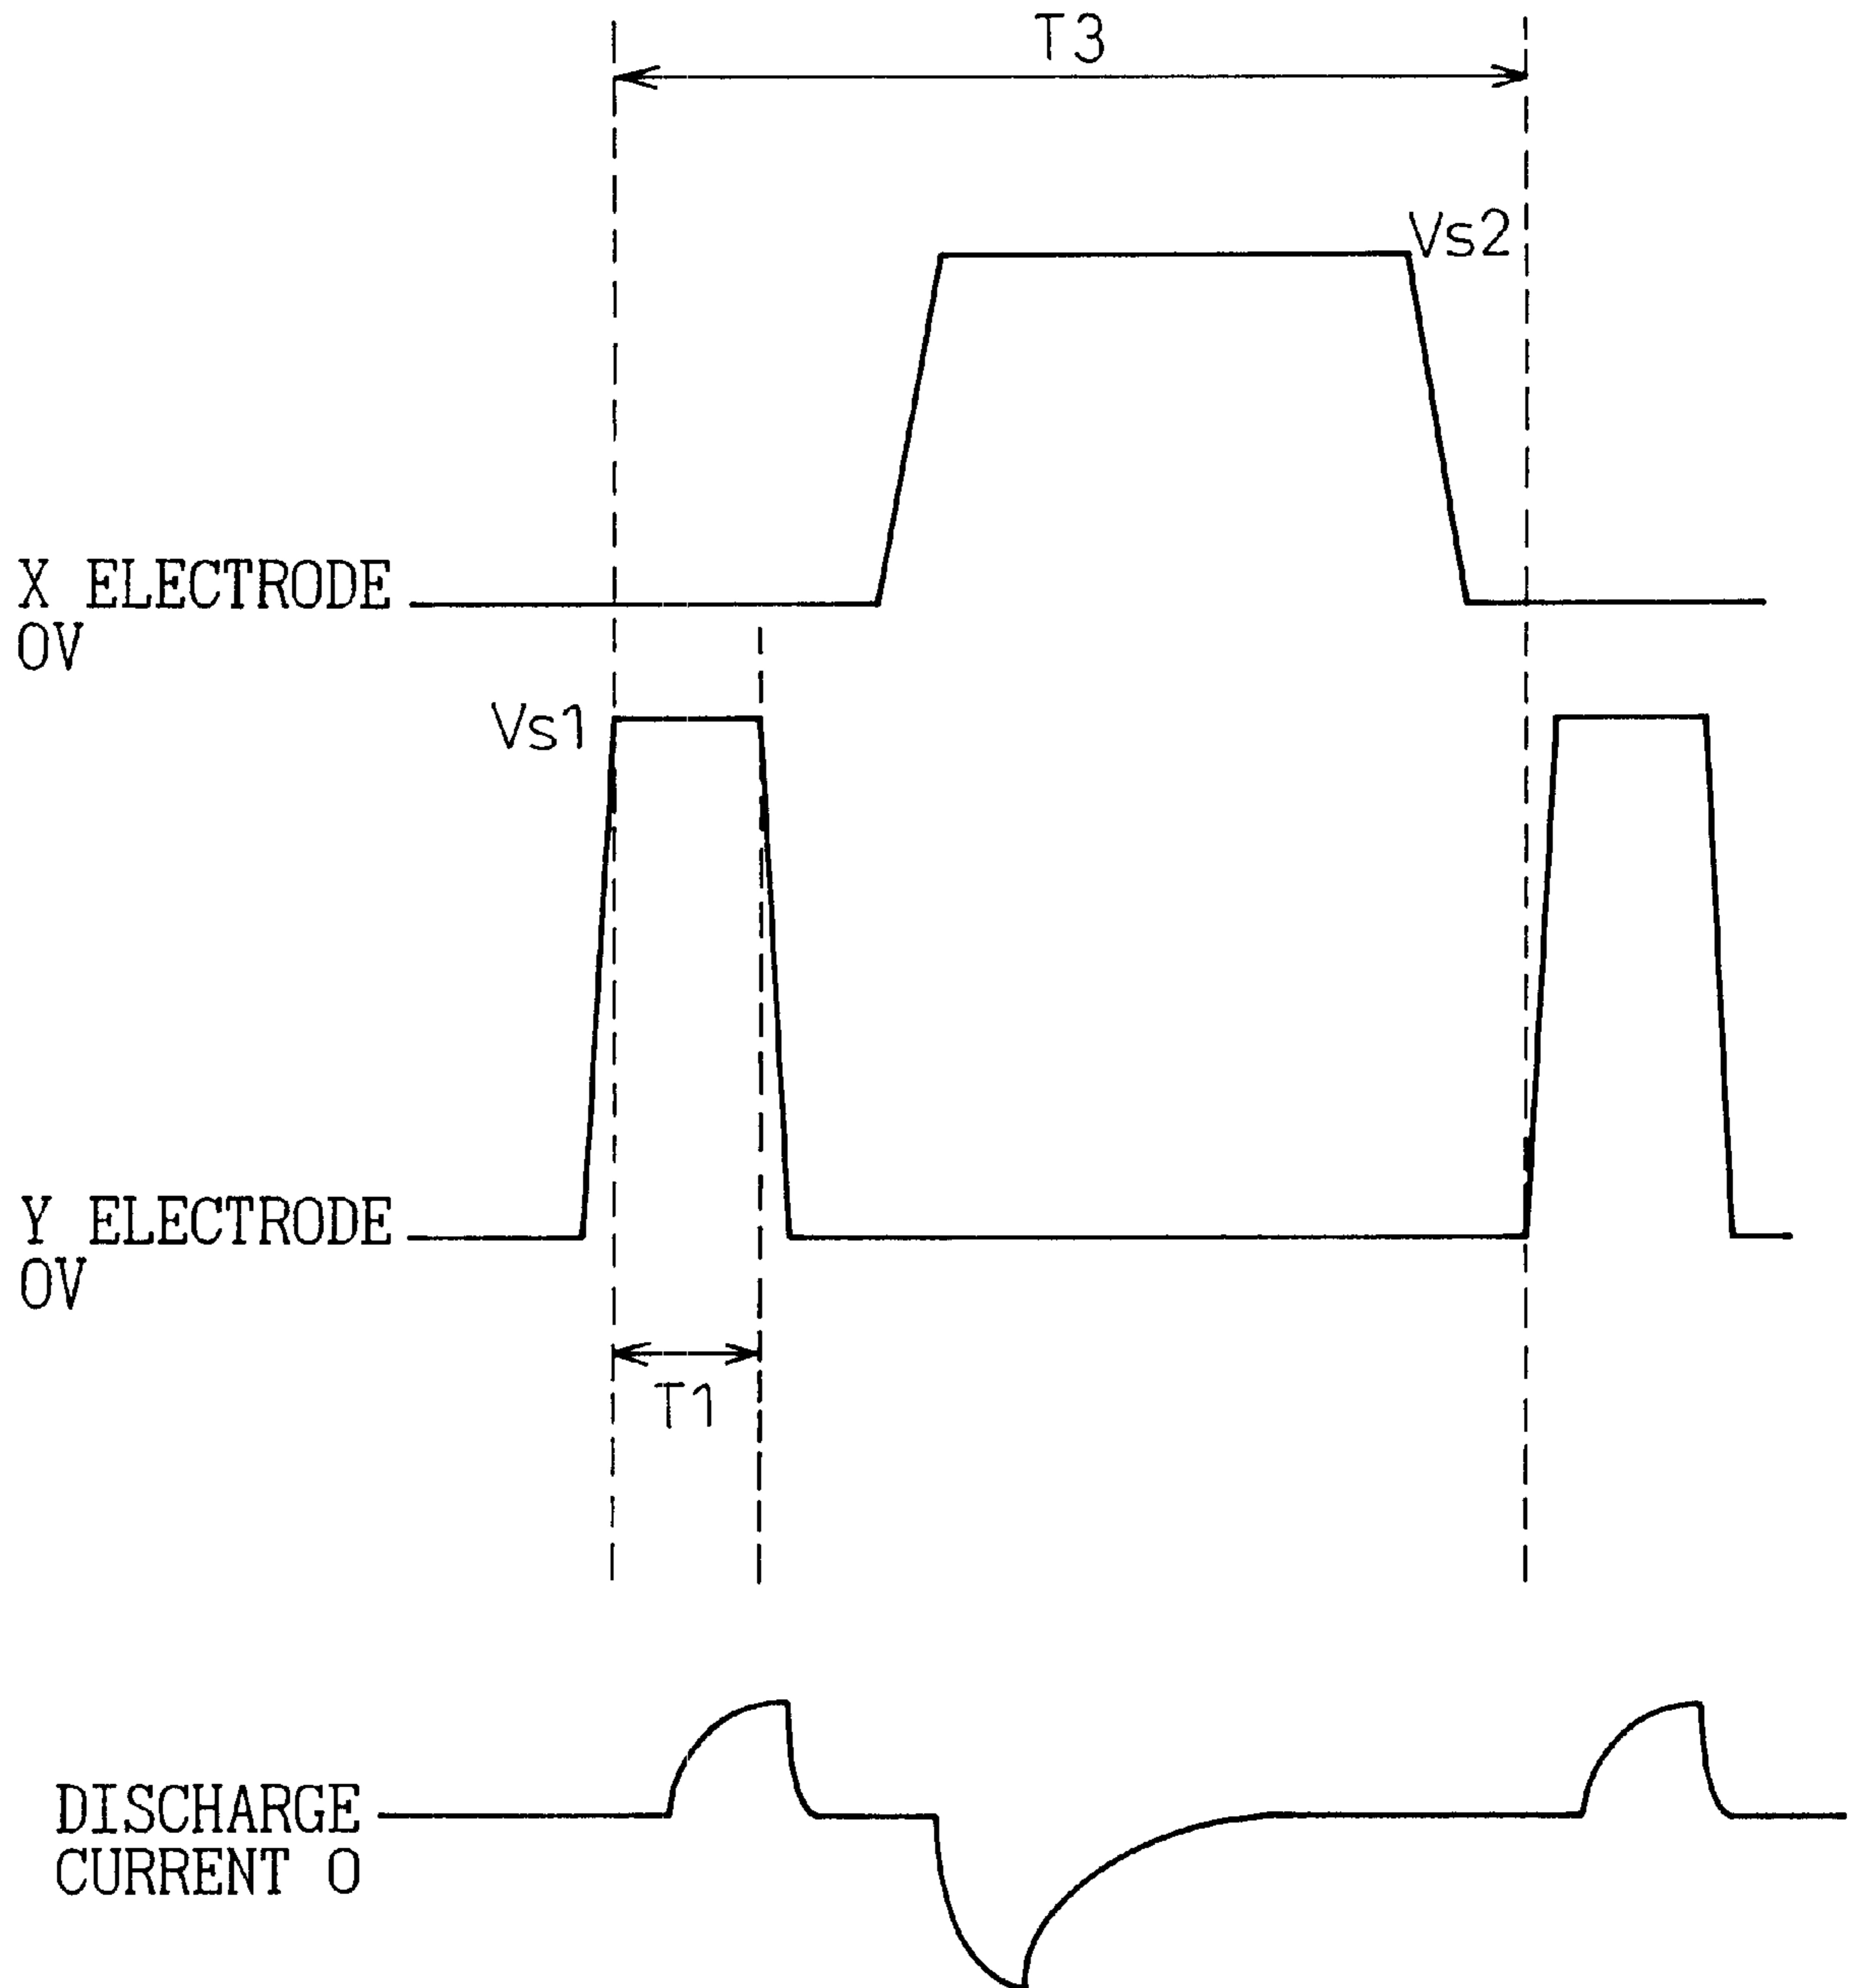 T3
Vs2
X ELECTRODE
0V
Vs1
Y ELECTRODE
0V
T1
DISCHARGE
CURRENT 0